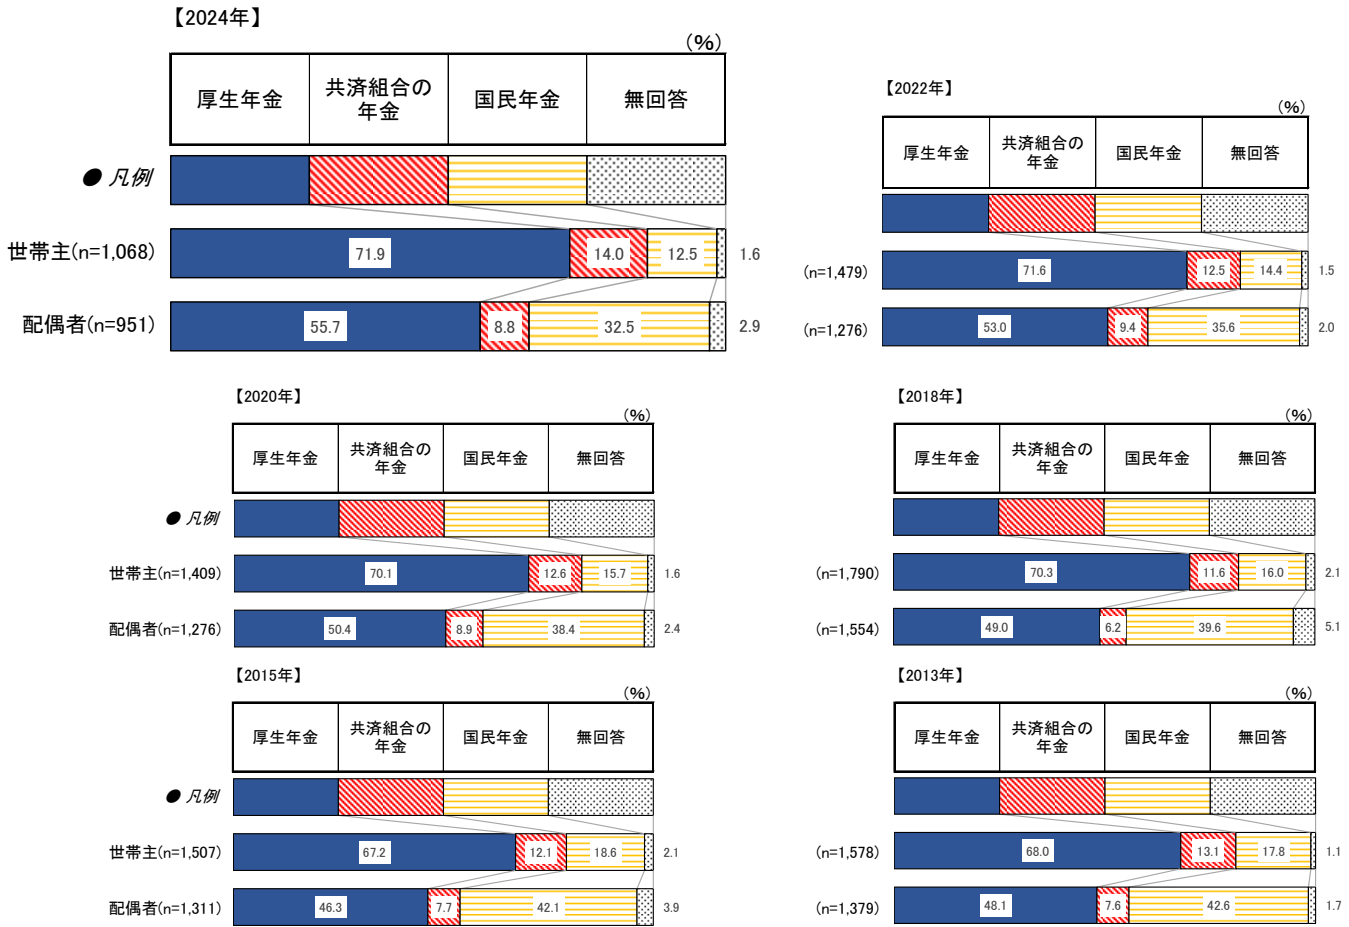 【2024年】
(%)
厚生年金
共済組合の
年金
国民年金
無回答
● 凡例
世帯主(n=1,068)
71.9
14.0
12.5
1.6
配偶者(n=951)
55.7
8.8
32.5
2.9
【2022年】
(%)
厚生年金
共済組合の
年金
国民年金
無回答
(n=1,479)
71.6
12.5
14.4
1.5
(n=1,276)
53.0
9.4
35.6
2.0
【2020年】
(%)
厚生年金
共済組合の
年金
国民年金
無回答
● 凡例
世帯主(n=1,409)
70.1
12.6
15.7
1.6
配偶者(n=1,276)
50.4
8.9
38.4
2.4
【2018年】
(%)
厚生年金
共済組合の
年金
国民年金
無回答
(n=1,790)
70.3
11.6
16.0
2.1
(n=1,554)
49.0
6.2
39.6
5.1
【2015年】
(%)
厚生年金
共済組合の
年金
国民年金
無回答
● 凡例
世帯主(n=1,507)
67.2
12.1
18.6
2.1
配偶者(n=1,311)
46.3
7.7
42.1
3.9
【2013年】
(%)
厚生年金
共済組合の
年金
国民年金
無回答
(n=1,578)
68.0
13.1
17.8
1.1
(n=1,379)
48.1
7.6
42.6
1.7